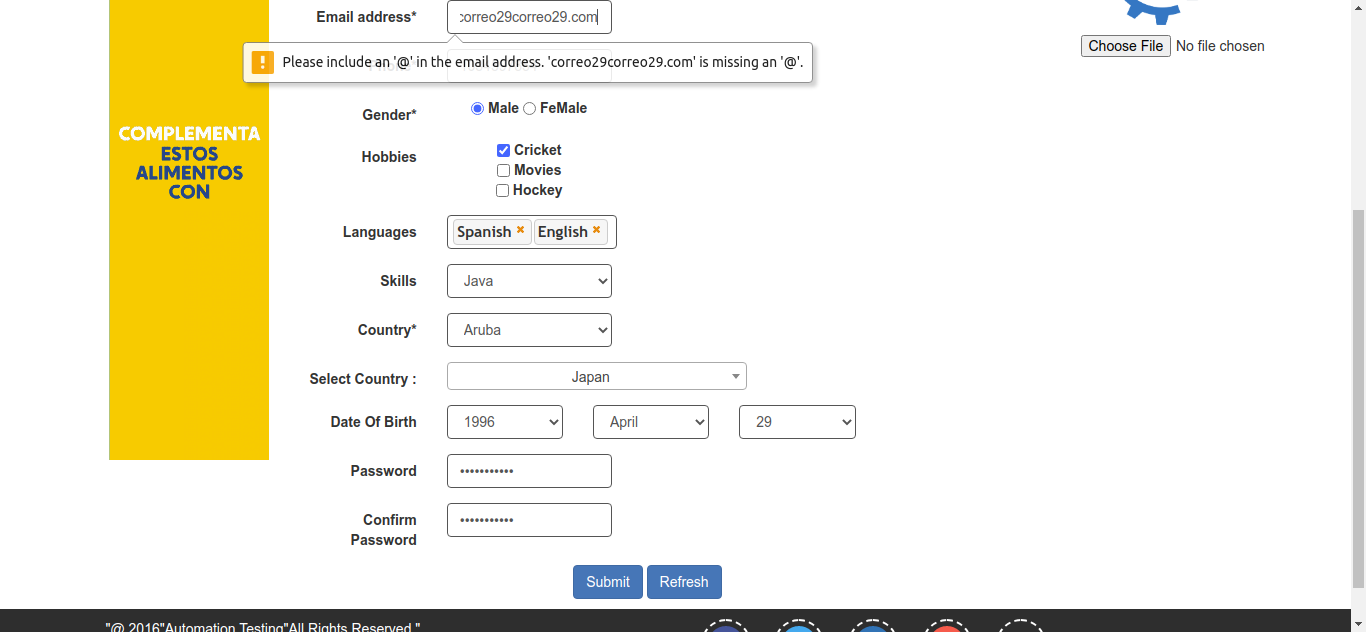 Email address*
correo29correo29.com
Choose File No file chosen
! Please include an '@' in the email address. 'correo29correo29.com' is missing an '@'.
COMPLEMENTA
ESTOS
ALIMENTOS
CON
Gender*
Male FeMale
Hobbies
Cricket
Movies
Hockey
Languages
Spanish English
Skills
Java
Country*
Aruba
Select Country :
Japan
Date Of Birth
1996 April 29
Password
•••••••••••
Confirm
Password
•••••••••••
Submit Refresh
"@ 2016"Automation Testing"All Rights Reserved."